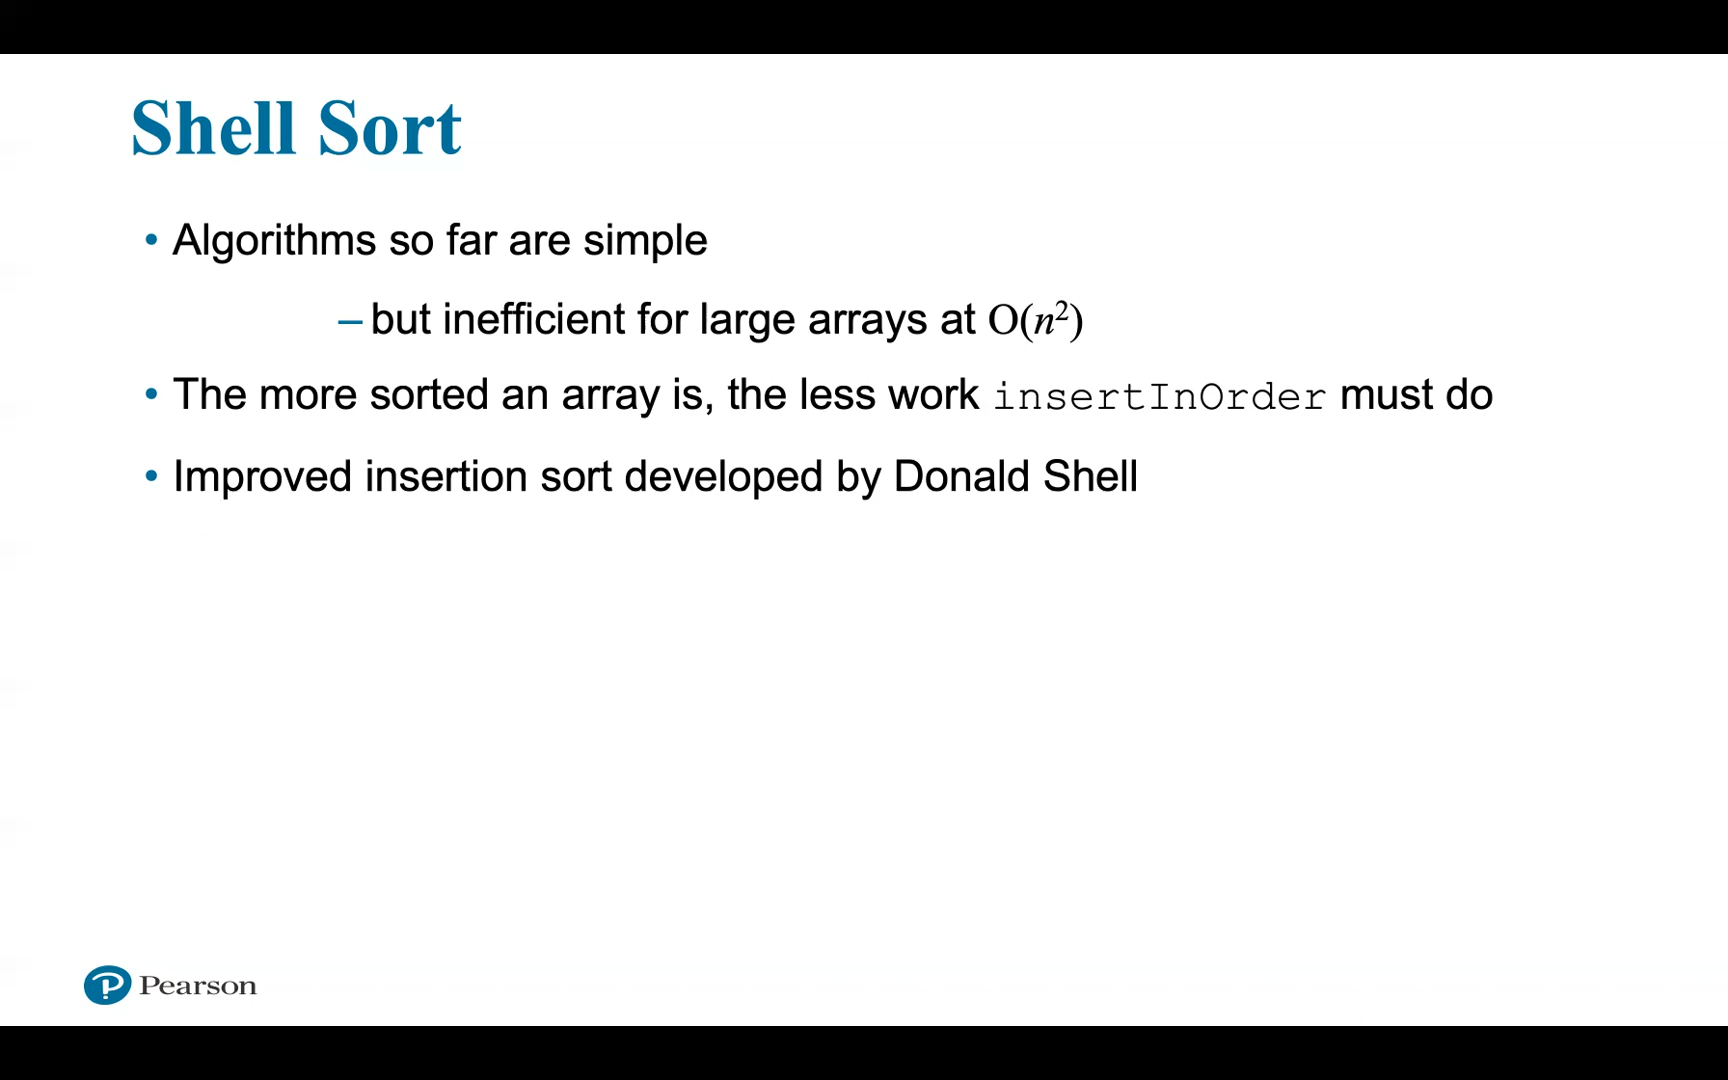 Shell Sort
• Algorithms so far are simple
– but inefficient for large arrays at O(n²)
• The more sorted an array is, the less work insertInOrder must do
• Improved insertion sort developed by Donald Shell
Pearson